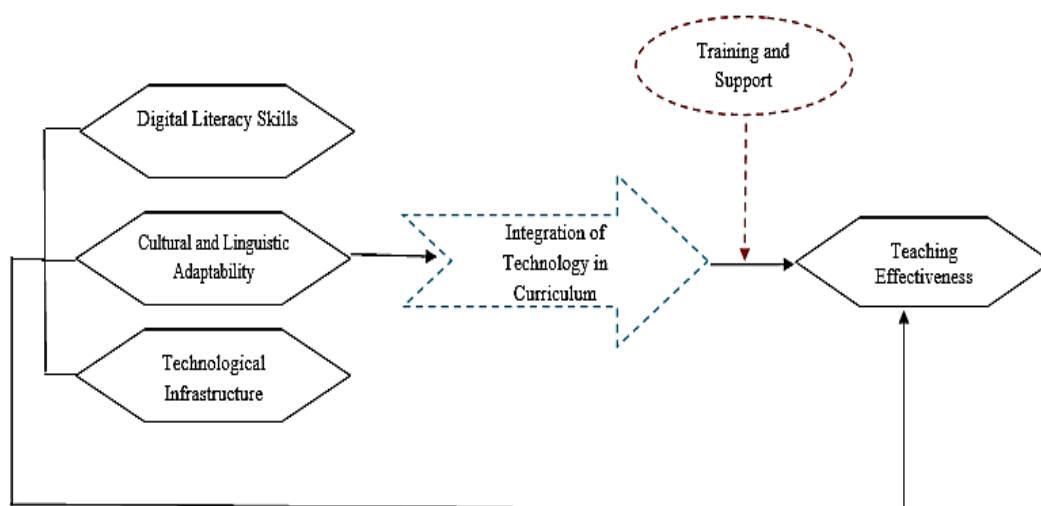 Training and
Support
Digital Literacy Skills
Cultural and Linguistic
Adaptability
Integration of
Technology in
Curriculum
Teaching
Effectiveness
Technological
Infrastructure